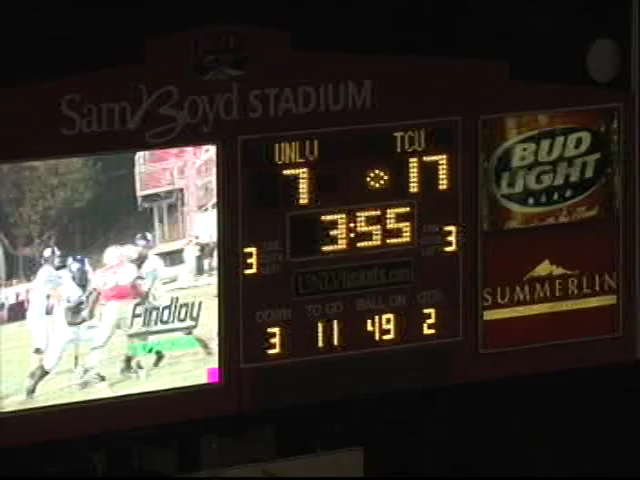 Sam Boyd STADIUM
UNLV TCU
7 17
3:55
3 3
DOWN TO GO BALL ON QTR
3 11 49 2
Findlay
BUD
LIGHT
SUMMERLIN